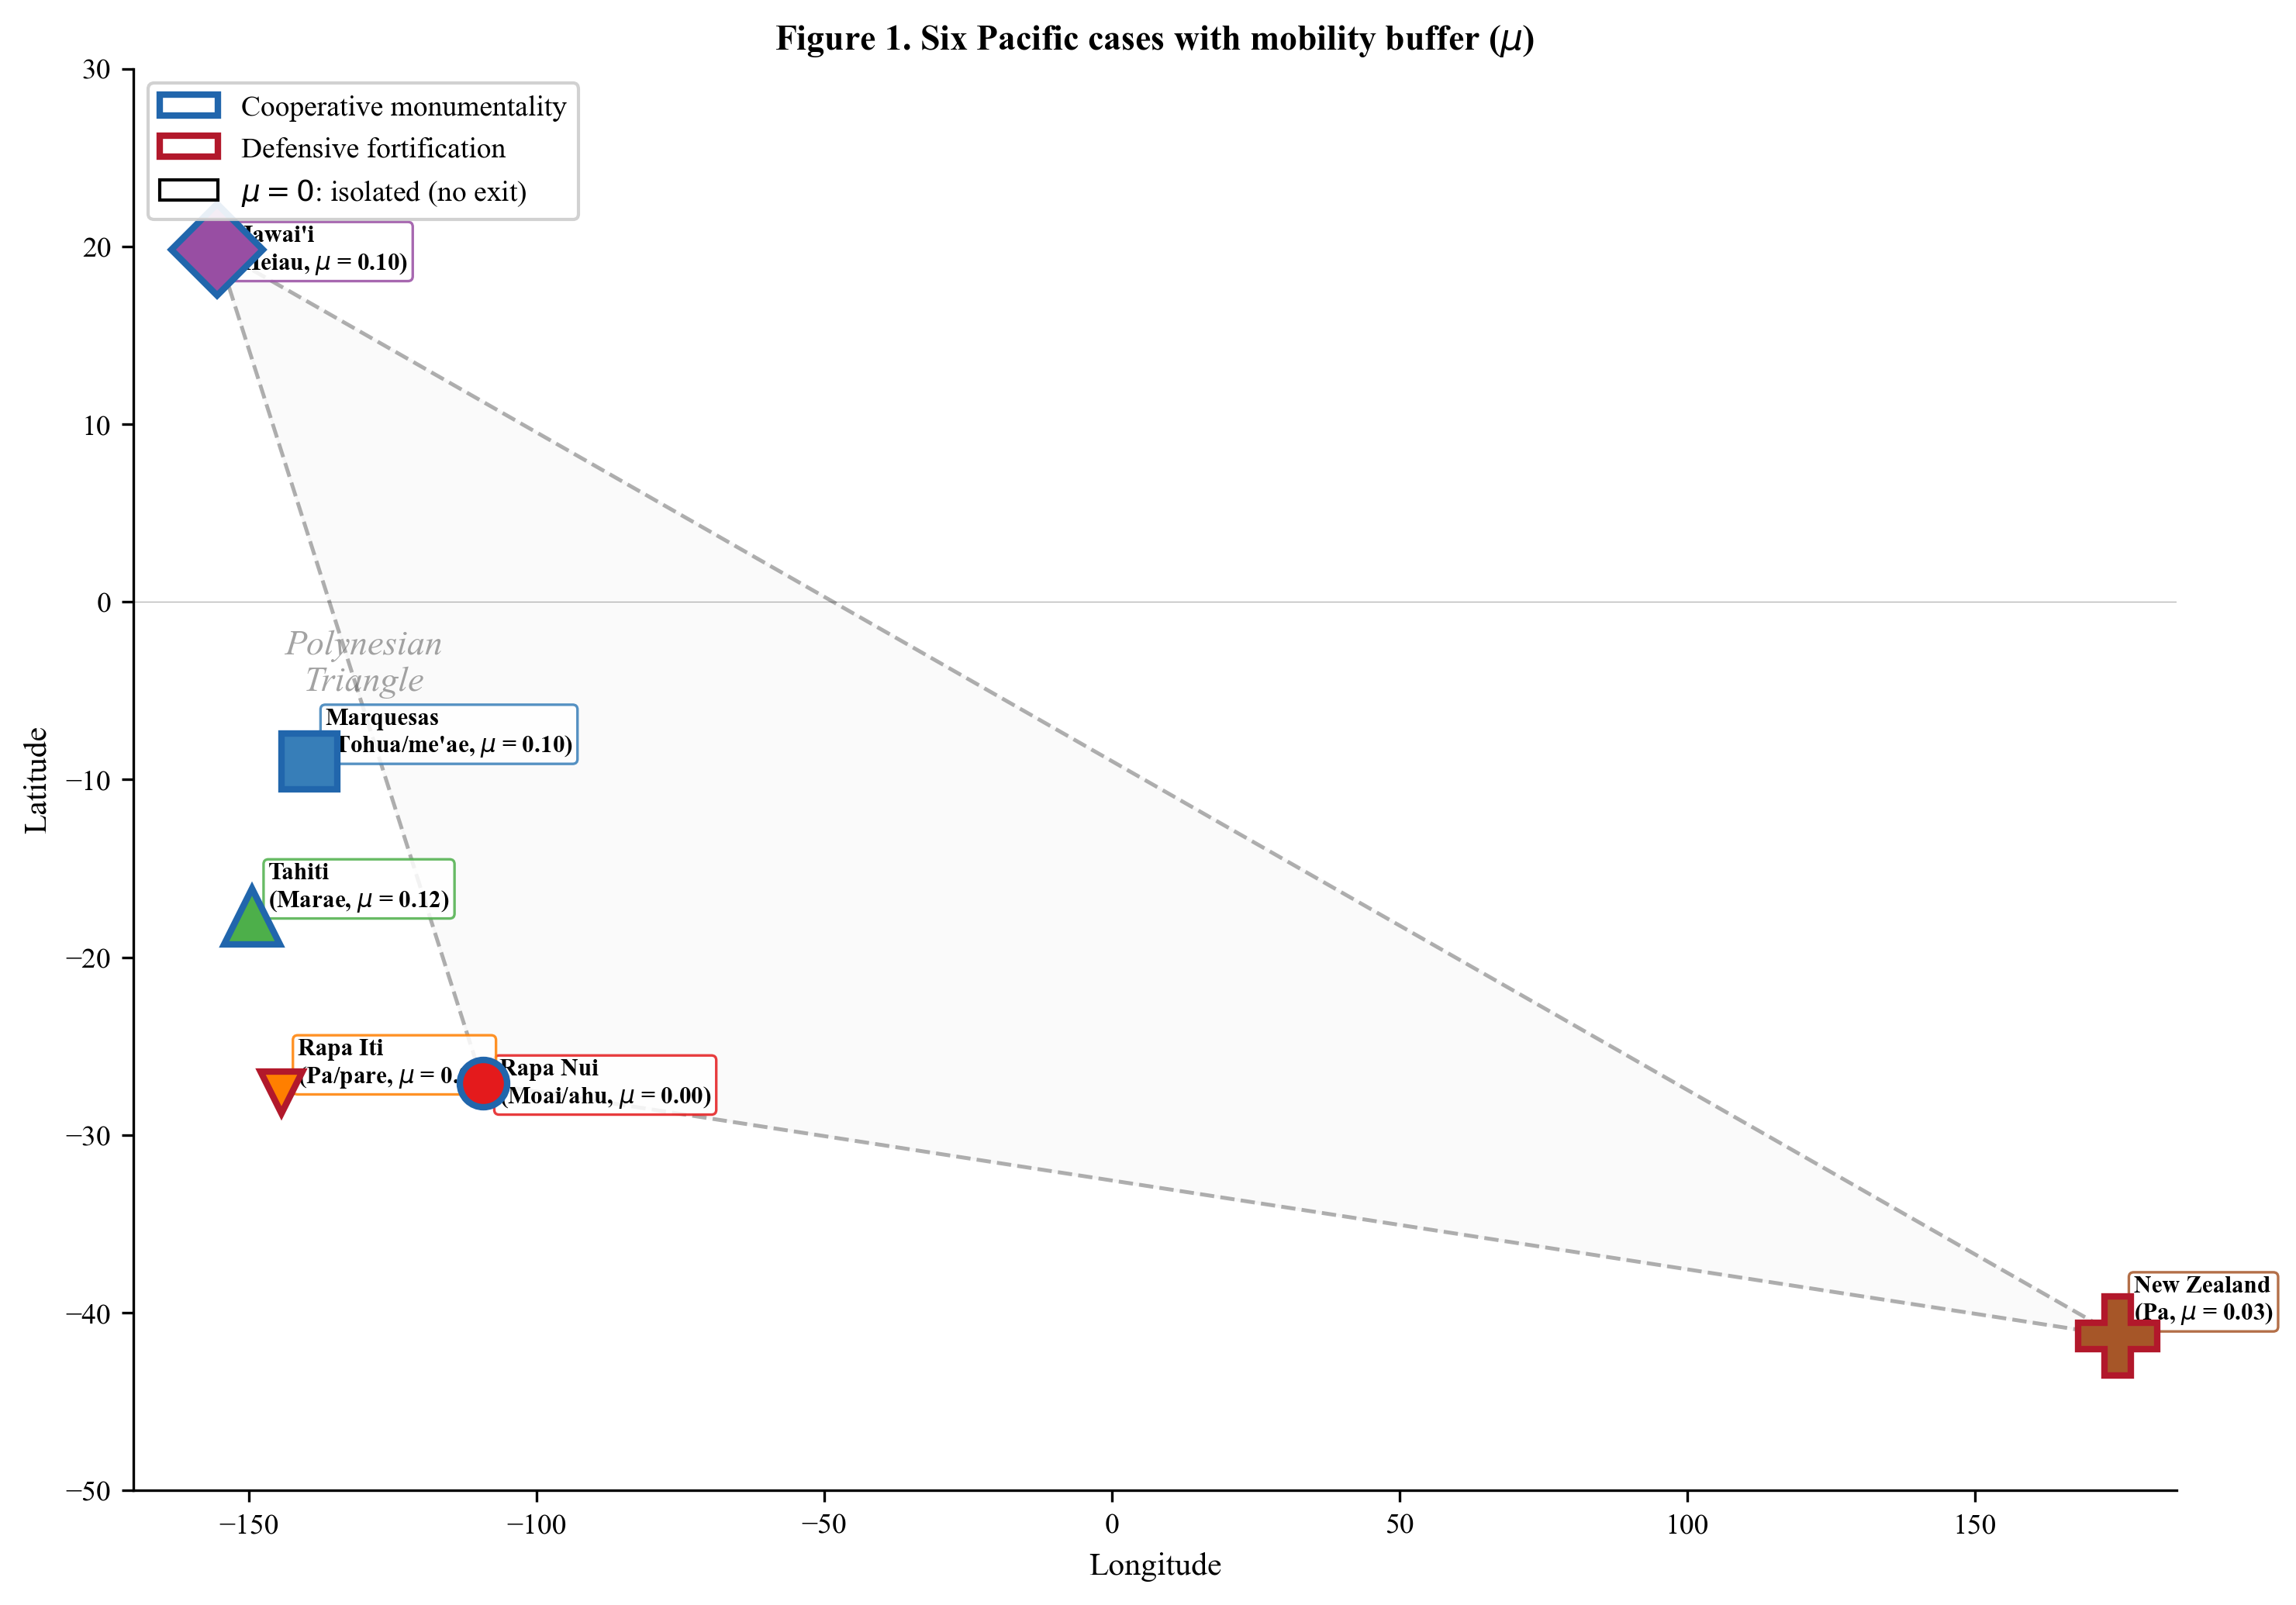 Figure 1. Six Pacific cases with mobility buffer (μ)
30
20
10
0
−10
−20
−30
−40
−50
Latitude
Cooperative monumentality
Defensive fortification
μ = 0: isolated (no exit)
μ = 0.10)
Polynesian
Triangle
Marquesas
Tohua/me'ae, μ = 0.10)
Tahiti
(Marae, μ = 0.12)
Rapa Iti
(Pa/pare, μ = 0.
Rapa Nui
(Moai/ahu, μ = 0.00)
New Zealand
(Pa, μ = 0.03)
−150
−100
−50
0
50
100
150
Longitude